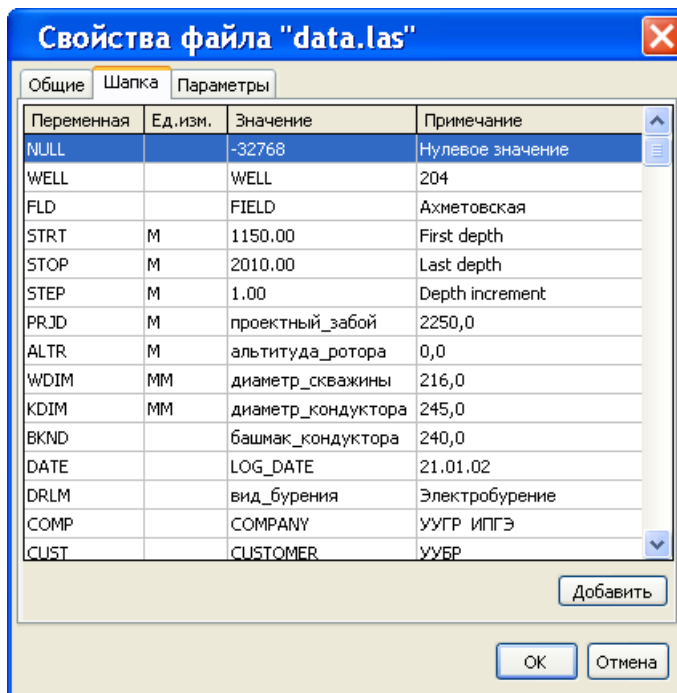 Свойства файла "data.las"
Общие Шапка Параметры
Переменная Ед.изм. Значение Примечание
NULL -32768 Нулевое значение
WELL WELL 204
FLD FIELD Ахметовская
STRT М 1150.00 First depth
STOP М 2010.00 Last depth
STEP М 1.00 Depth increment
PRJD М проектный_забой 2250,0
ALTR М альтитуда_ротора 0,0
WDIM ММ диаметр_скважины 216,0
KDIM ММ диаметр_кондуктора 245,0
BKND башмак_кондуктора 240,0
DATE LOG_DATE 21.01.02
DRLM вид_бурения Электробурение
COMP COMPANY УУГР ИПГЭ
CUST CUSTOMER УУБР
Добавить
ОК Отмена